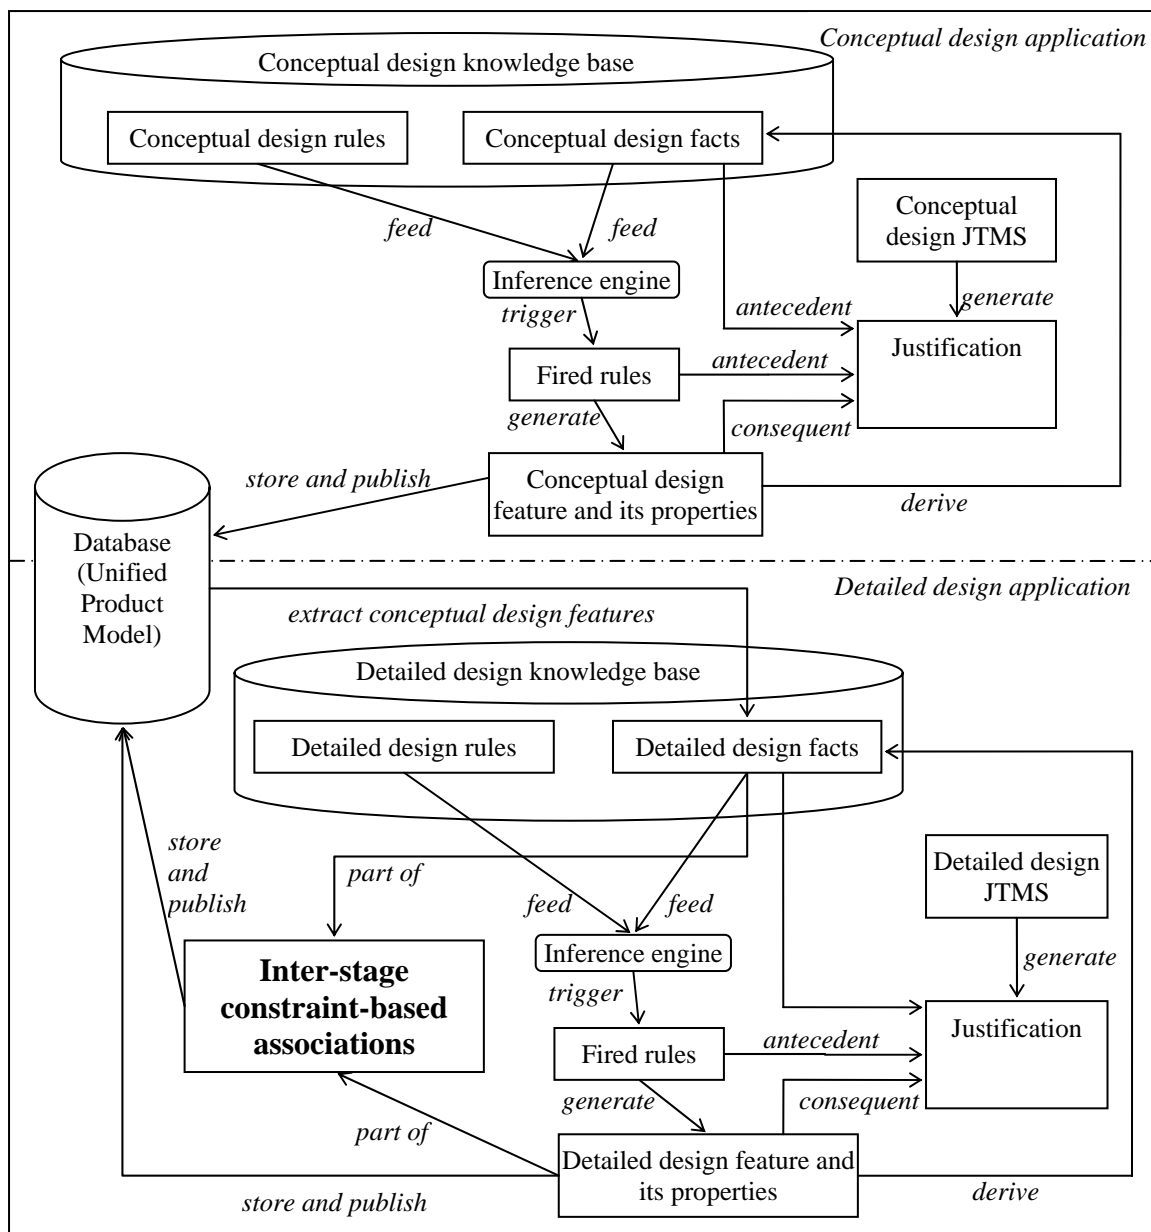 Conceptual design application
Conceptual design knowledge base
Conceptual design rules
Conceptual design facts
feed
feed
Conceptual
design JTMS
Inference engine
trigger
antecedent
generate
Fired rules
antecedent
Justification
generate
consequent
store and publish
Conceptual design
feature and its properties
derive
Database
(Unified
Product
Model)
Detailed design application
extract conceptual design features
Detailed design knowledge base
Detailed design rules
Detailed design facts
store
and
publish
part of
feed
feed
Detailed design
JTMS
Inference engine
trigger
generate
Inter-stage
constraint-based
associations
Fired rules
antecedent
Justification
generate
consequent
part of
Detailed design feature and
its properties
store and publish
derive